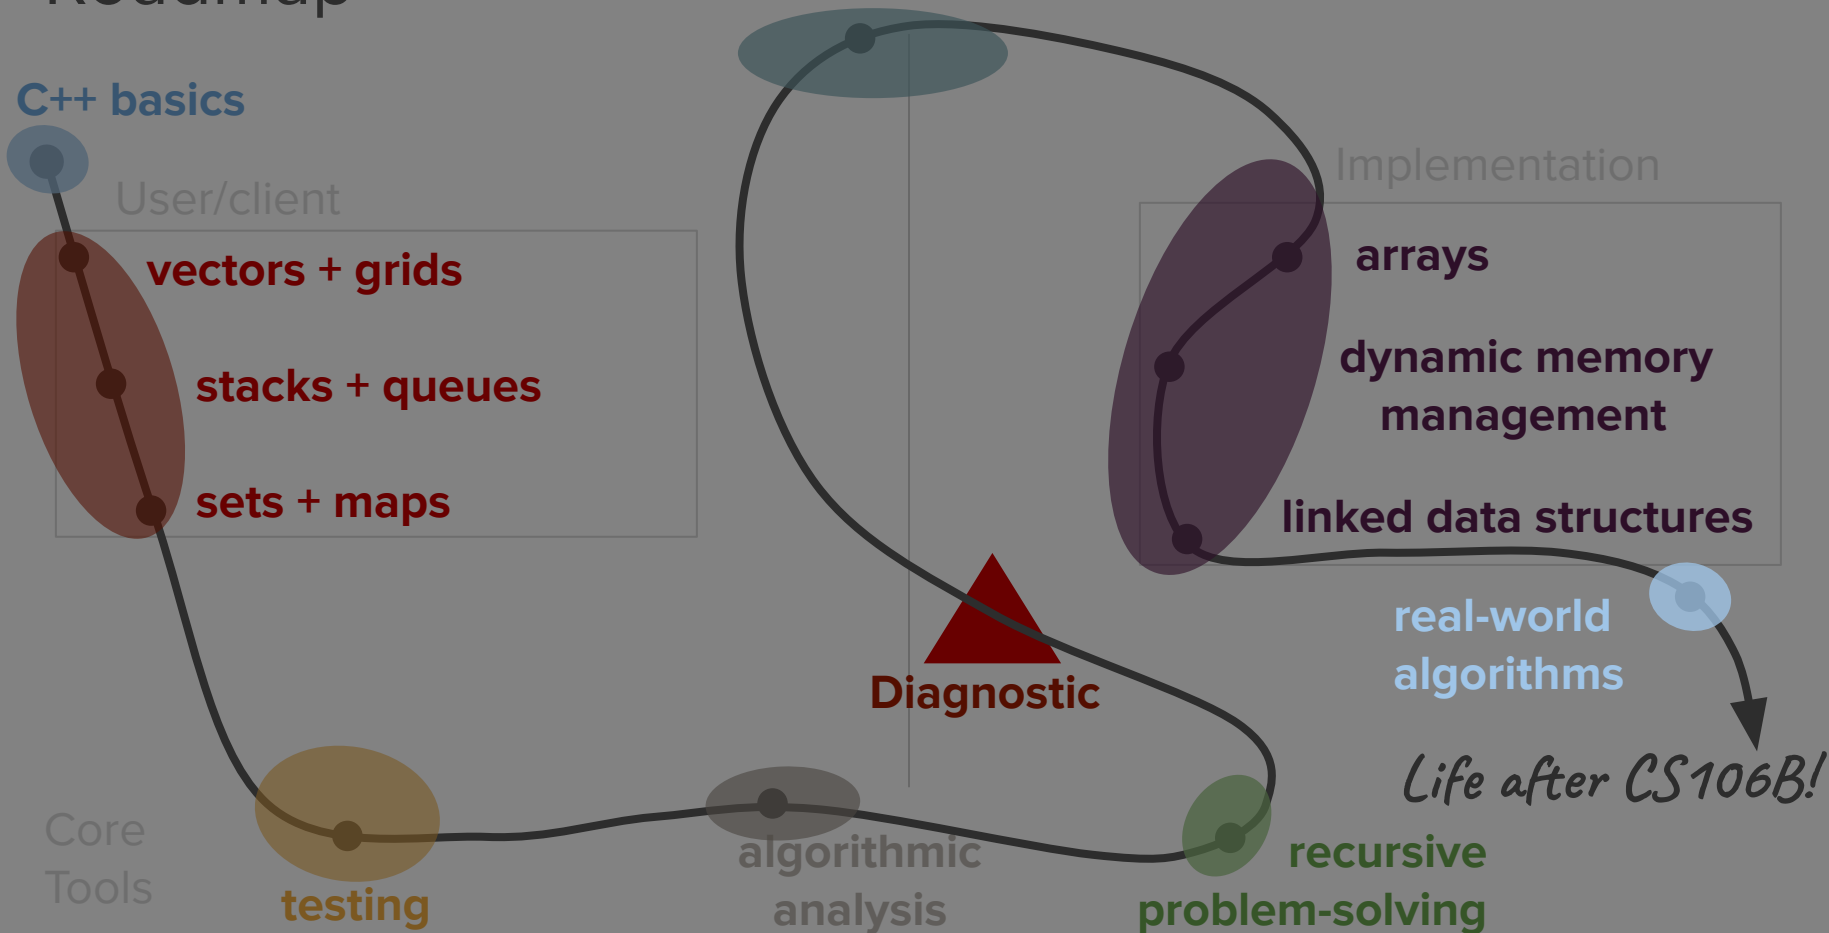 Roadmap
C++ basics
User/client
vectors + grids
stacks + queues
sets + maps
Implementation
arrays
dynamic memory
management
linked data structures
real-world
algorithms
Diagnostic
Life after CS106B!
Core
Tools
testing
algorithmic
analysis
recursive
problem-solving